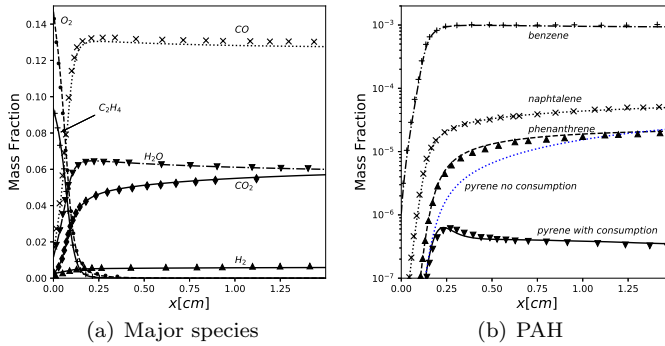 0.14
0.12
0.10
0.08
0.06
0.04
0.02
0.00
Mass Fraction
O₂
CO
C₂H₄
H₂O
CO₂
H₂
0.00 0.25 0.50 0.75 1.00 1.25
x[cm]
(a) Major species
10⁻³
10⁻⁴
10⁻⁵
10⁻⁶
10⁻⁷
Mass Fraction
benzene
naphtalene
phenanthrene
pyrene no consumption
pyrene with consumption
0.00 0.25 0.50 0.75 1.00 1.25
x[cm]
(b) PAH